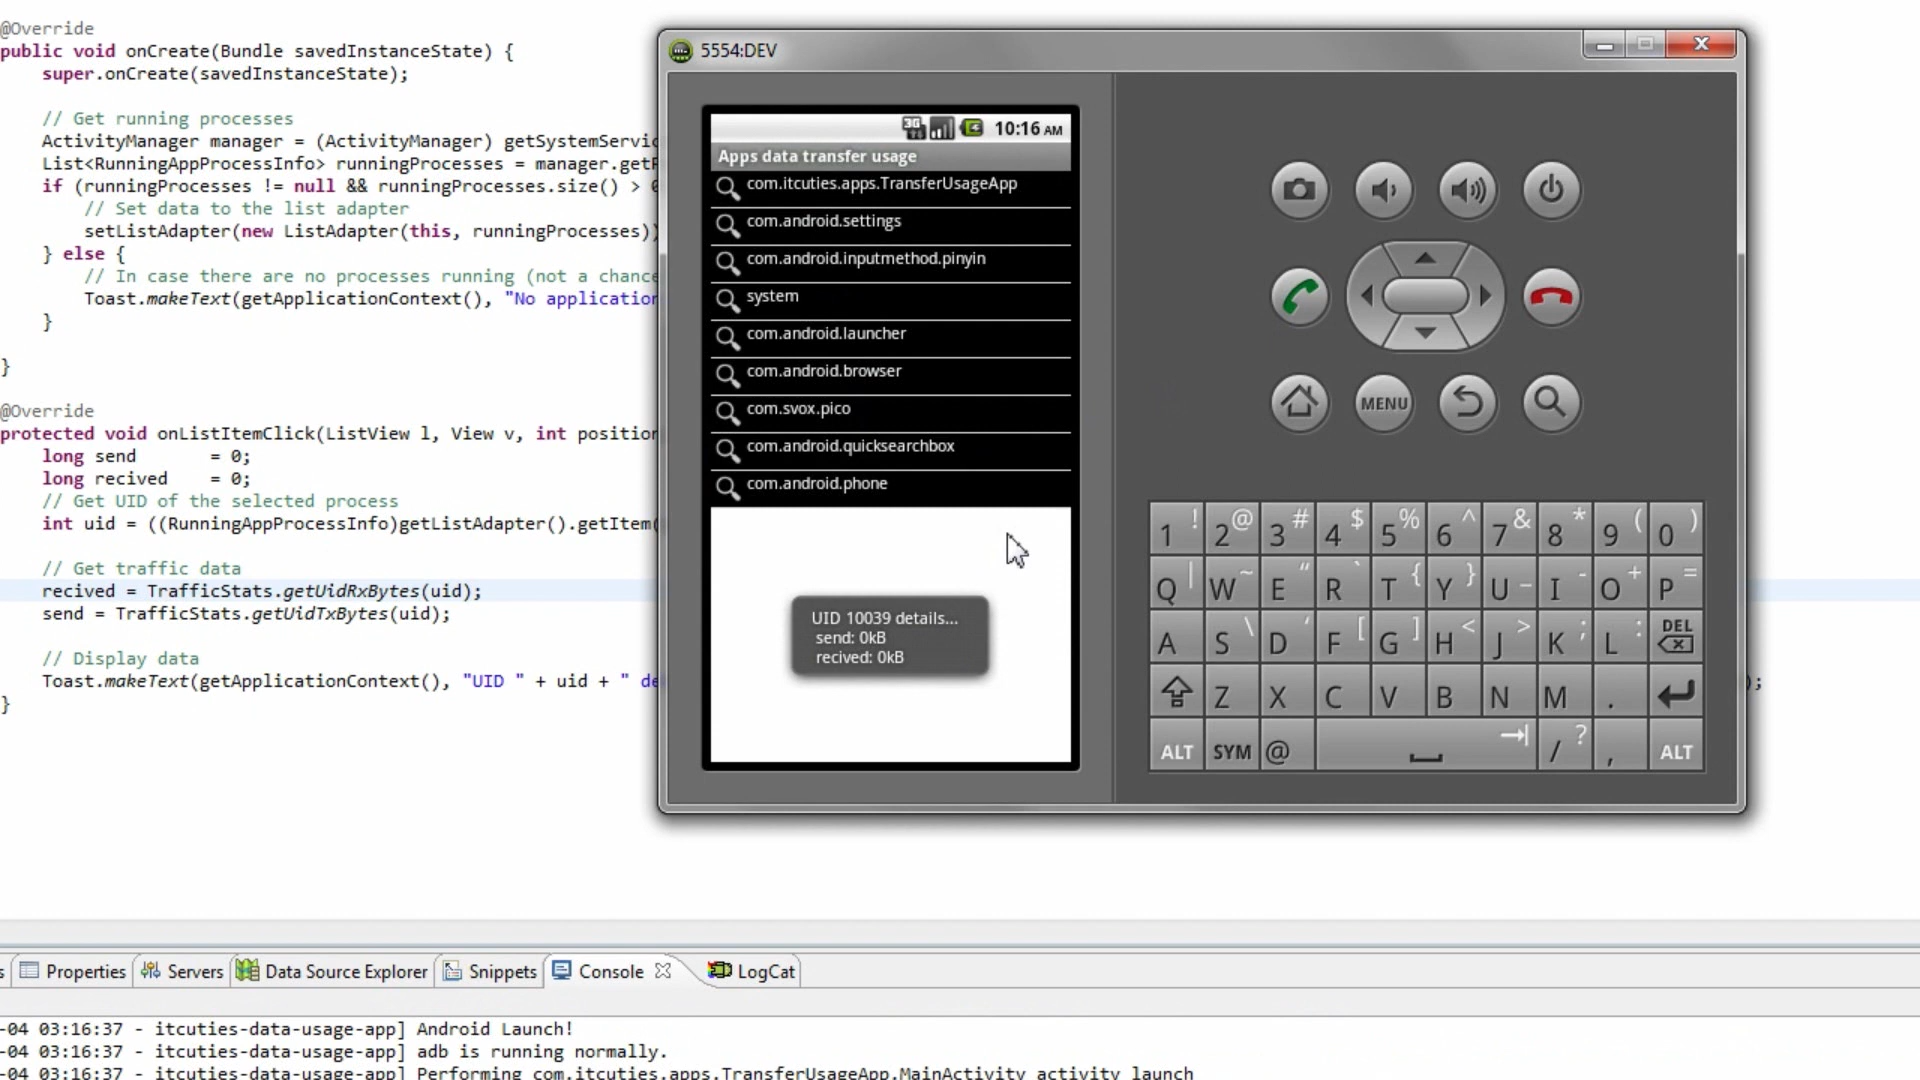 @Override
public void onCreate(Bundle savedInstanceState) {
super.onCreate(savedInstanceState);
// Get running processes
ActivityManager manager = (ActivityManager) getSystemServic
List<RunningAppProcessInfo> runningProcesses = manager.getR
if (runningProcesses != null && runningProcesses.size() > 0
// Set data to the list adapter
setListAdapter(new ListAdapter(this, runningProcesses))
} else {
// In case there are no processes running (not a chance
Toast.makeText(getApplicationContext(), "No application
}
}
@Override
protected void onListItemClick(ListView l, View v, int position
long send = 0;
long recived = 0;
// Get UID of the selected process
int uid = ((RunningAppProcessInfo)getListAdapter().getItem(
// Get traffic data
recived = TrafficStats.getUidRxBytes(uid);
send = TrafficStats.getUidTxBytes(uid);
// Display data
Toast.makeText(getApplicationContext(), "UID " + uid + " de
);
}
5554:DEV
3G
10:16 AM
Apps data transfer usage
com.itcuties.apps.TransferUsageApp
com.android.settings
com.android.inputmethod.pinyin
system
com.android.launcher
com.android.browser
com.svox.pico
com.android.quicksearchbox
com.android.phone
UID 10039 details...
send: 0kB
recived: 0kB
MENU
1 ! 2 @ 3 # 4 $ 5 % 6 ^ 7 & 8 * 9 ( 0 )
Q | W ~ E " R ` T { Y } U _ I - O + P =
A S \ D ' F [ G ] H < J > K ; L : DEL
Z X C V B N M .
ALT SYM @ / ? , ALT
s Properties Servers Data Source Explorer Snippets Console LogCat
-04 03:16:37 - itcuties-data-usage-app] Android Launch!
-04 03:16:37 - itcuties-data-usage-app] adb is running normally.
-04 03:16:37 - itcuties-data-usage-app] Performing com.itcuties.apps.TransferUsageApp.MainActivity activity launch